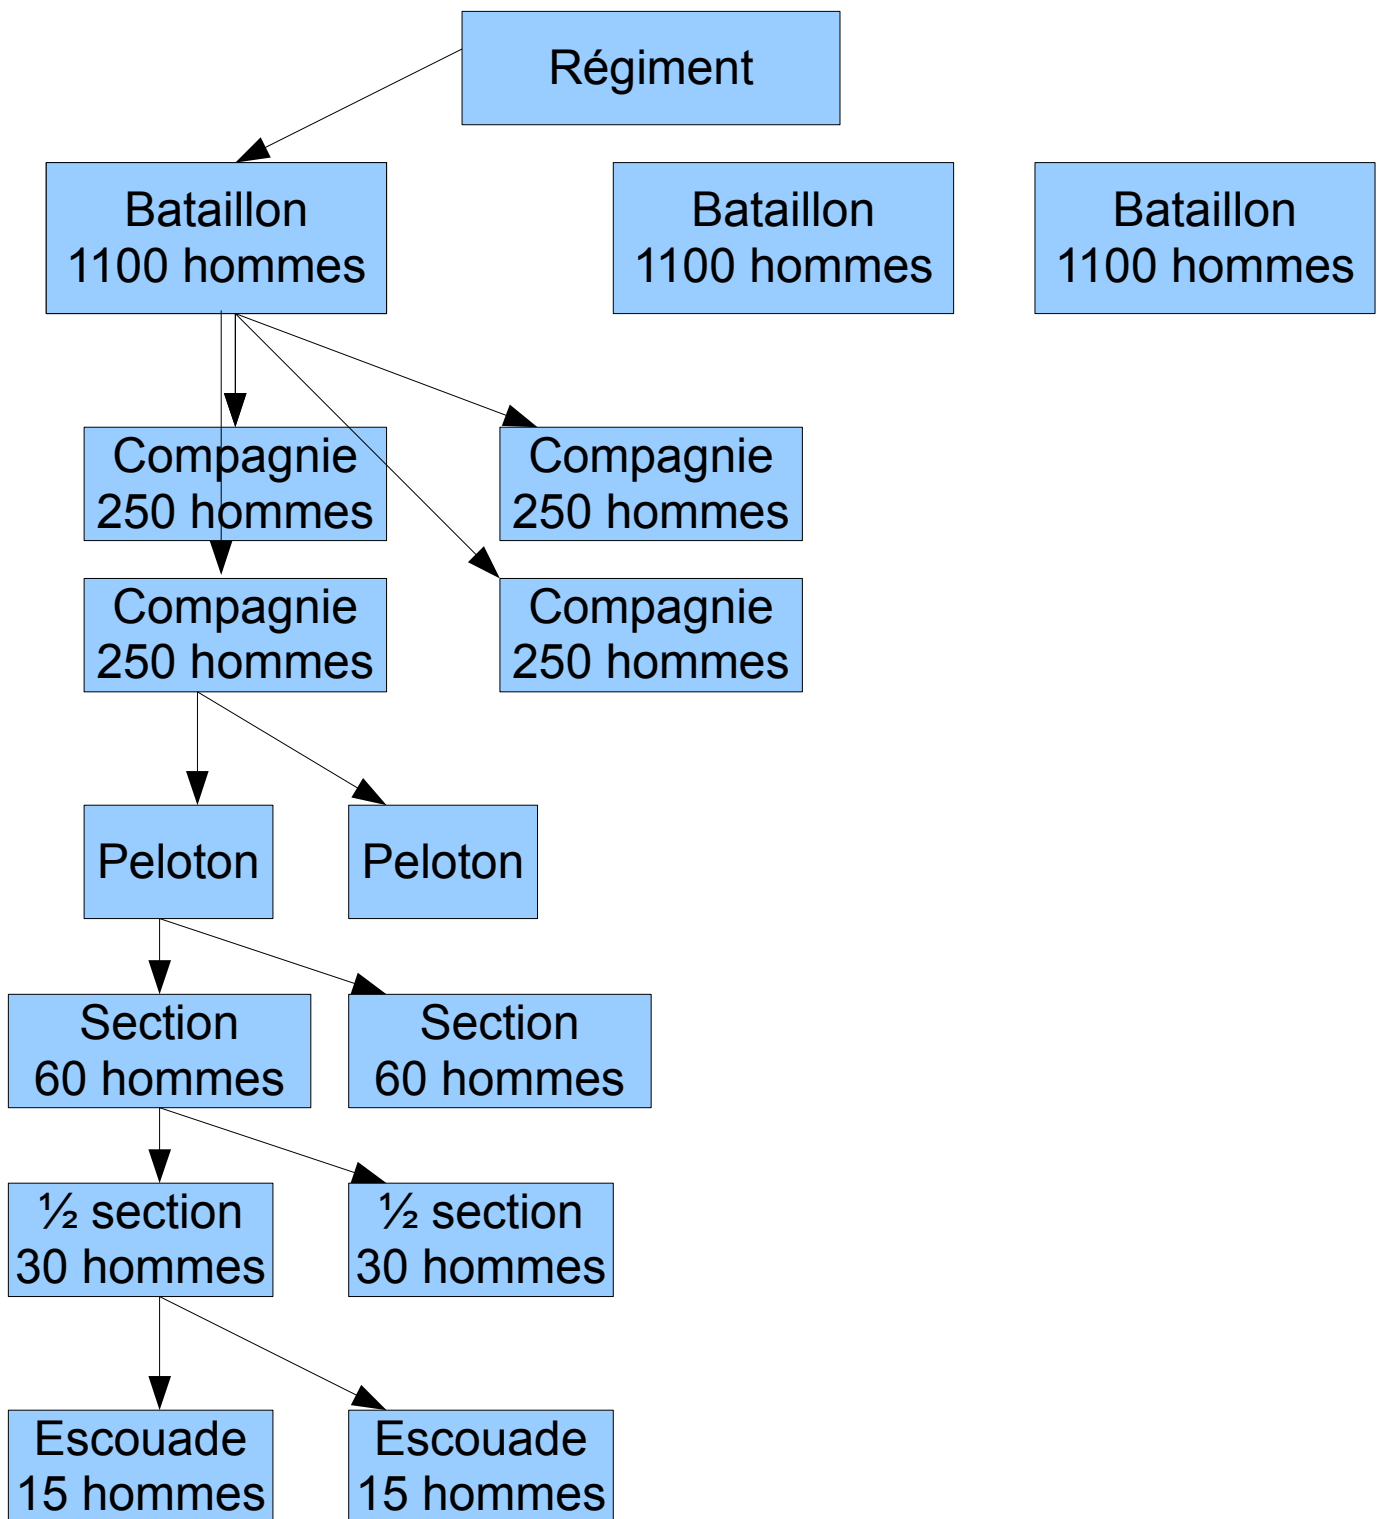 Régiment
Bataillon
1100 hommes
Bataillon
1100 hommes
Bataillon
1100 hommes
Compagnie
250 hommes
Compagnie
250 hommes
Compagnie
250 hommes
Compagnie
250 hommes
Peloton
Peloton
Section
60 hommes
Section
60 hommes
½ section
30 hommes
½ section
30 hommes
Escouade
15 hommes
Escouade
15 hommes